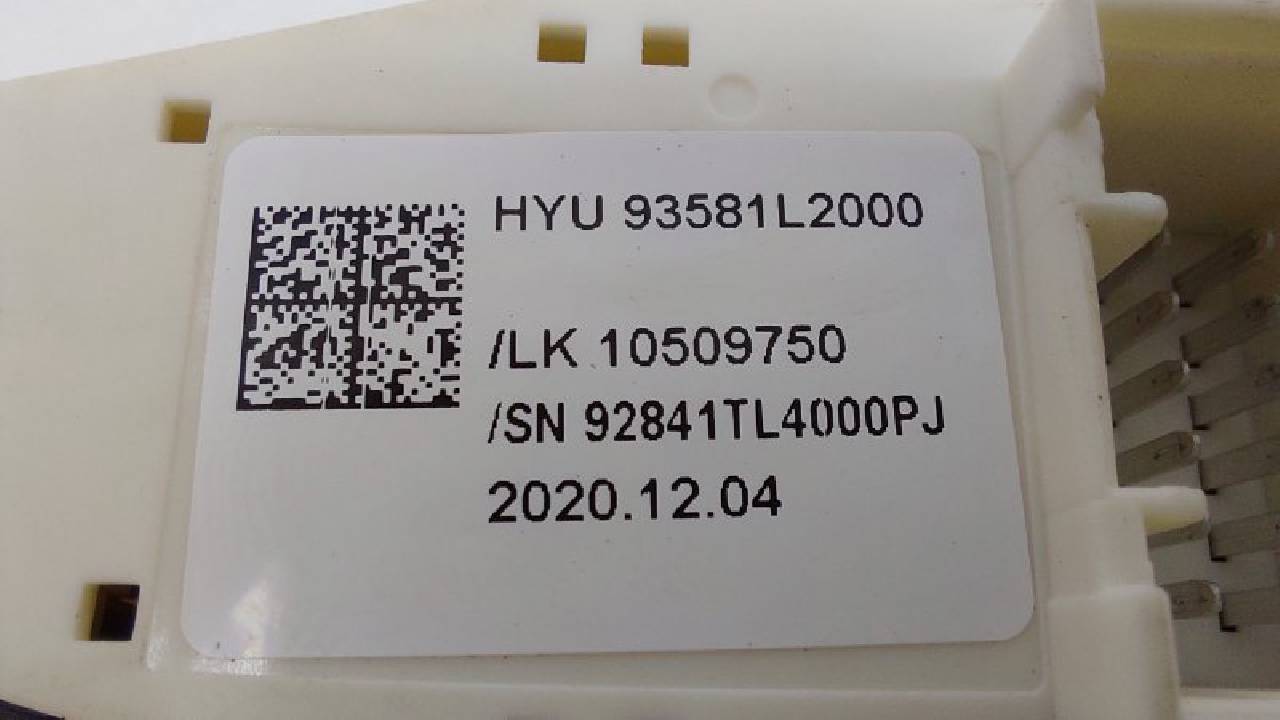 HYU 93581L2000
/LK 10509750
/SN 92841TL4000PJ
2020.12.04